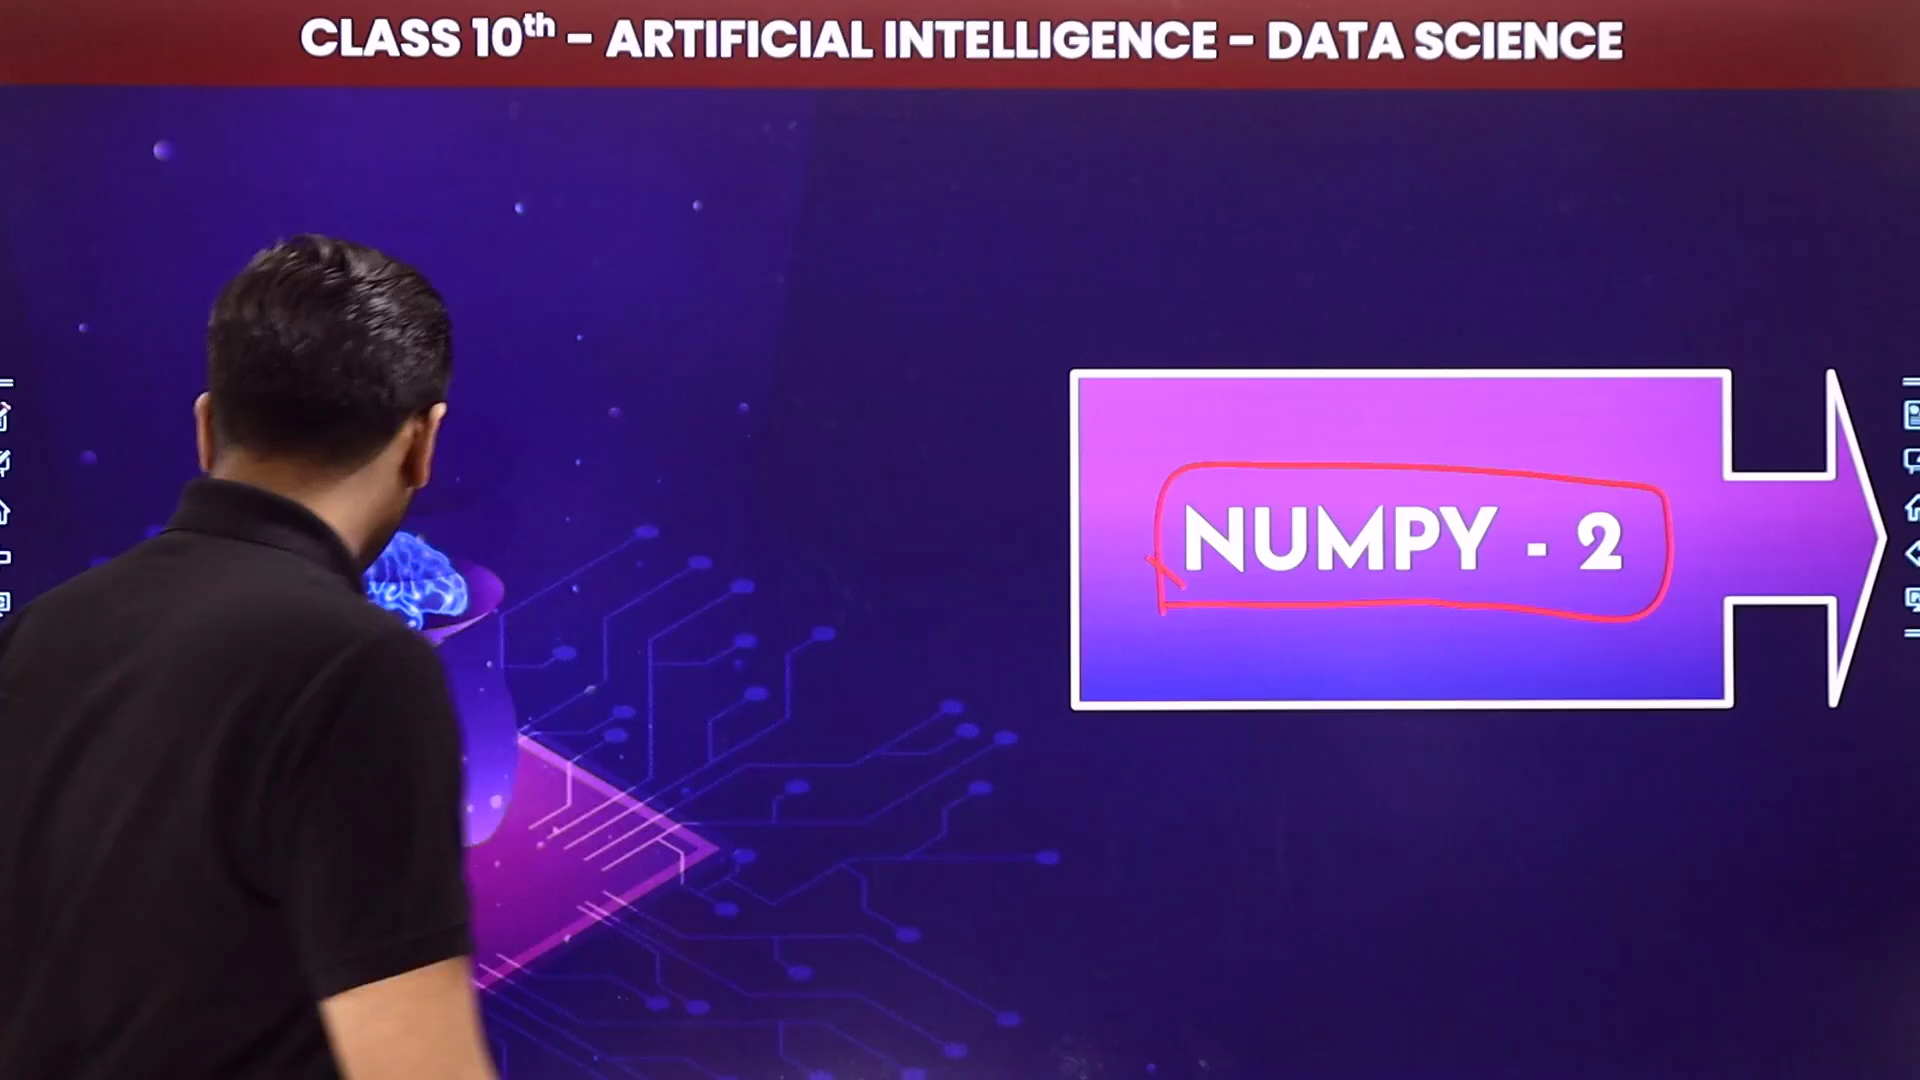 CLASS 10th - ARTIFICIAL INTELLIGENCE - DATA SCIENCE
NUMPY - 2